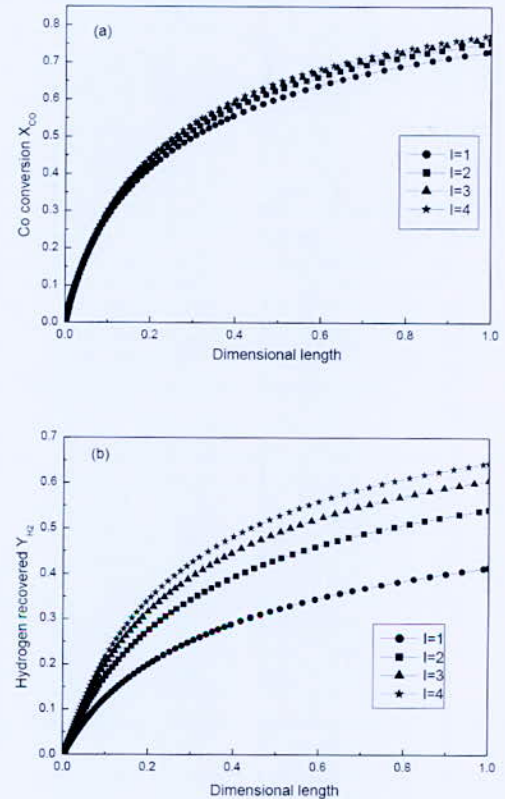 (a)
0.8
0.7
0.6
0.5
0.4
0.3
0.2
0.1
0.0
Co conversion X_CO
I=1
I=2
I=3
I=4
0.0 0.2 0.4 0.6 0.8 1.0
Dimensional length
(b)
0.7
0.6
0.5
0.4
0.3
0.2
0.1
0.0
Hydrogen recovered Y_H2
I=1
I=2
I=3
I=4
0.0 0.2 0.4 0.6 0.8 1.0
Dimensional length